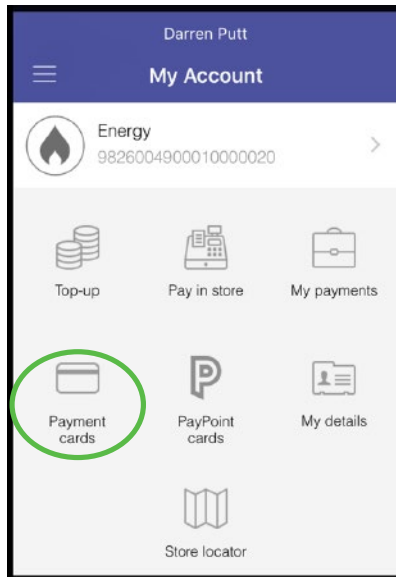 Darren Putt
My Account
Energy
9826004900010000020
Top-up
Pay in store
My payments
Payment
cards
PayPoint
cards
My details
Store locator